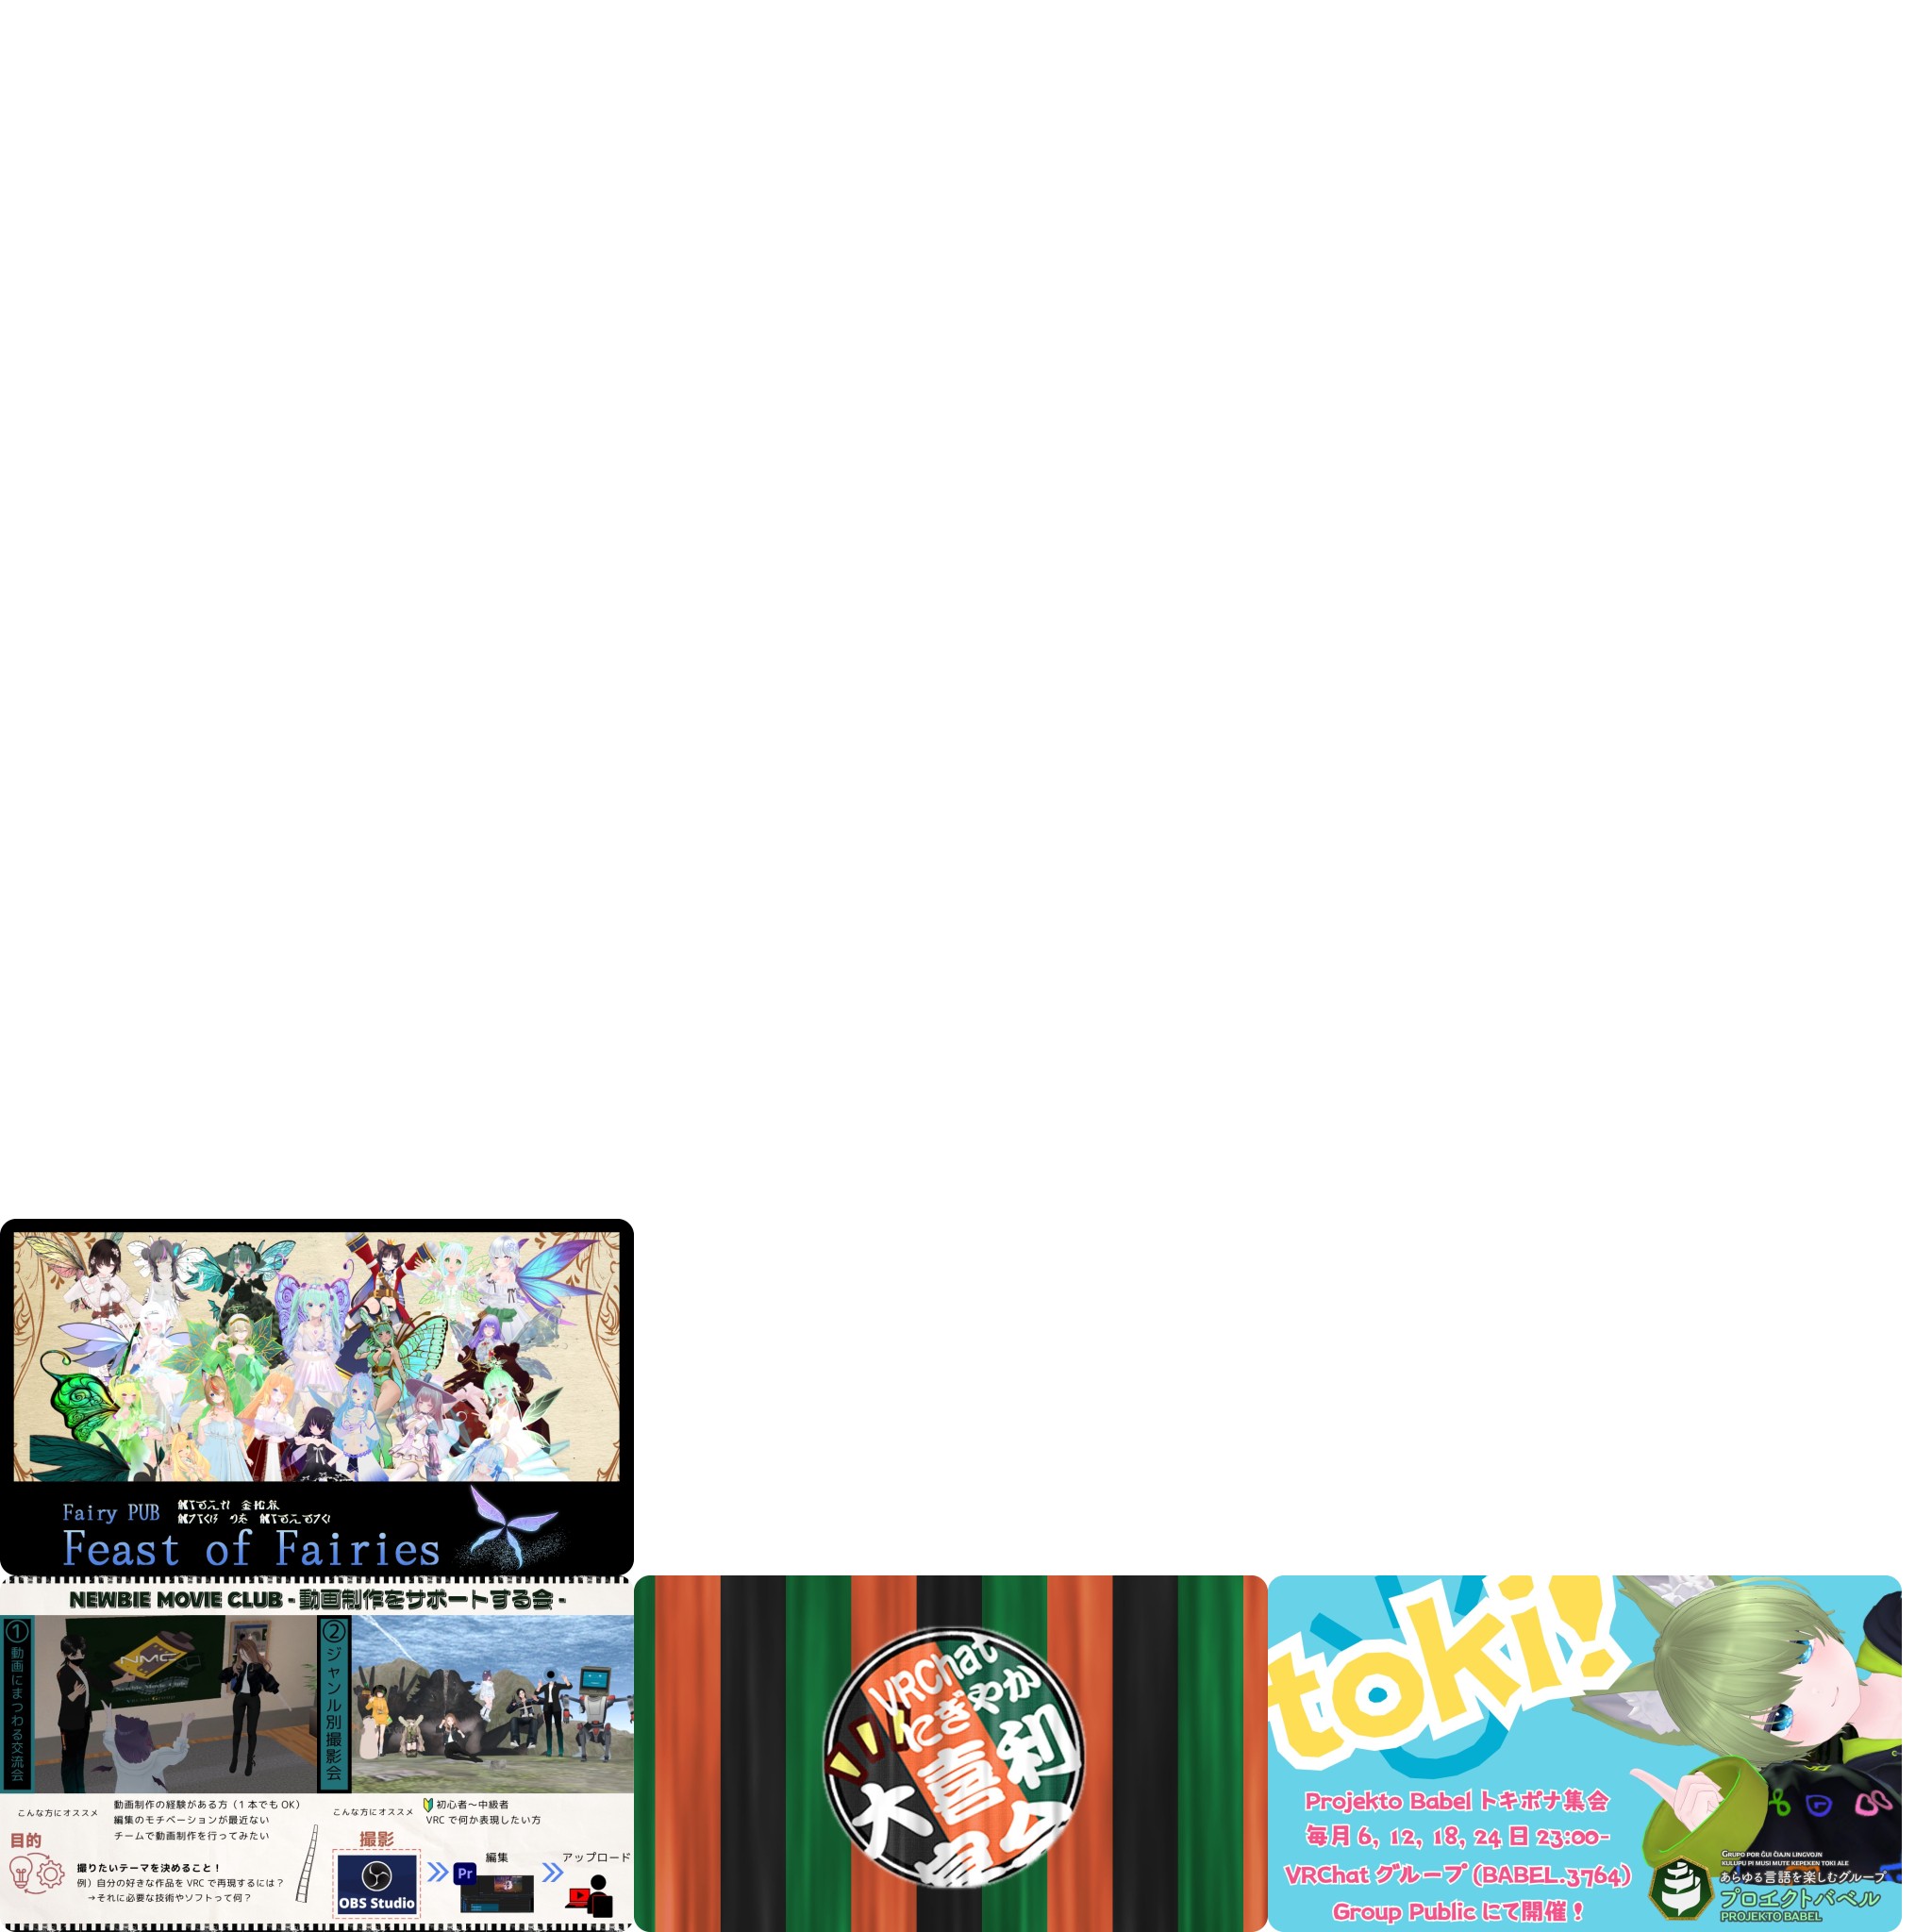 Fairy PUB
Feast of Fairies
NEWBIE MOVIE CLUB - 動画制作をサポートする会 -
① 動画にまつわる交流会
NMC
② ジャンル別撮影会
こんな方にオススメ
動画制作の経験がある方（1本でもOK）
編集のモチベーションが最近ない
チームで動画制作を行ってみたい
目的
撮りたいテーマを決めること！
例）自分の好きな作品をVRCで再現するには？
→それに必要な技術やソフトって何？
こんな方にオススメ
初心者～中級者
VRCで何か表現したい方
撮影
OBS Studio
編集
Pr
アップロード
VRChat
にぎやか
大喜利
toki!
Projekto Babel トキポナ集会
毎月 6, 12, 18, 24 日 23:00-
VRChat グループ (BABEL.3764)
Group Public にて開催！
GRUPO POR ĈUI ĈIAJN LINGVOJN
KULUPU PI MUSI MUTE KEPEKEN TOKI ALE
あらゆる言語を楽しむグループ
プロエクトバベル
PROJEKTO BABEL